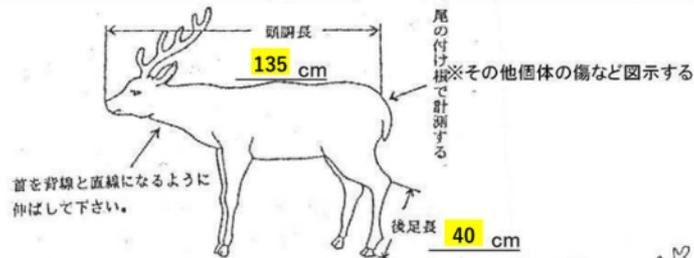 頭胴長
135 cm
尾の付け根で計測する
※その他個体の傷など図示する
首を背線と直線になるように
伸ばして下さい。
後足長 40 cm